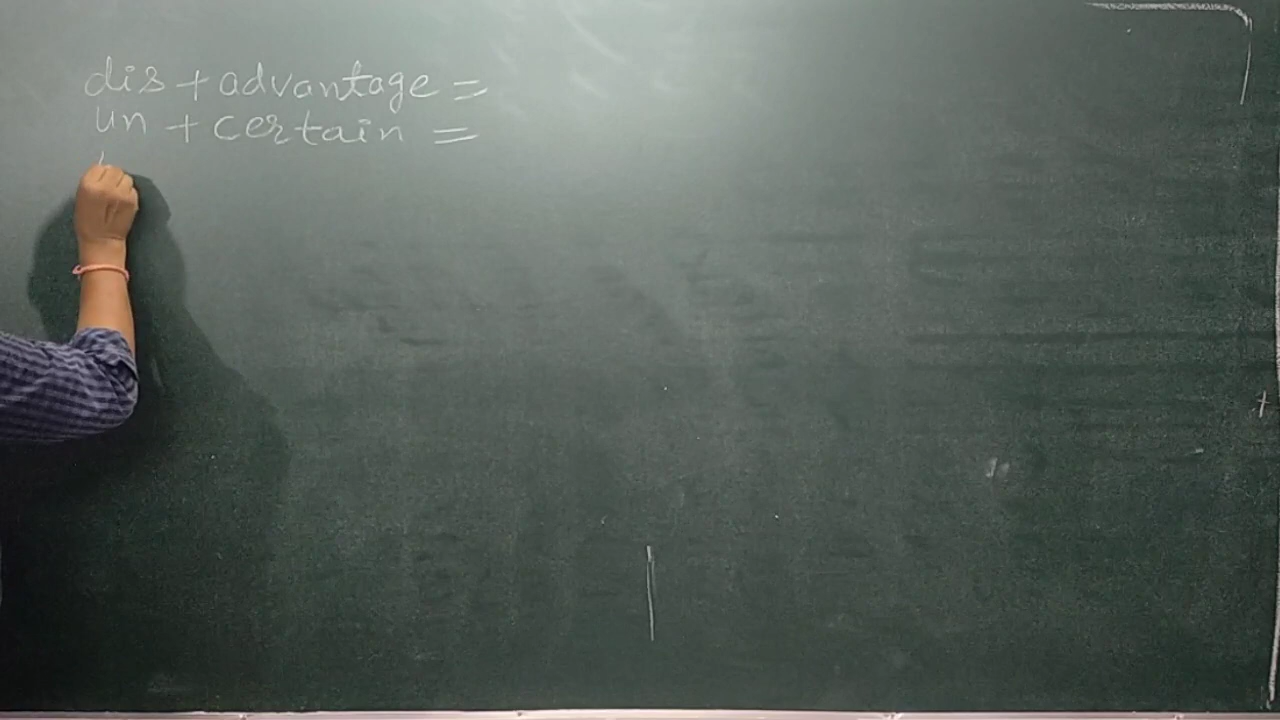 dis + advantage =
un + certain =